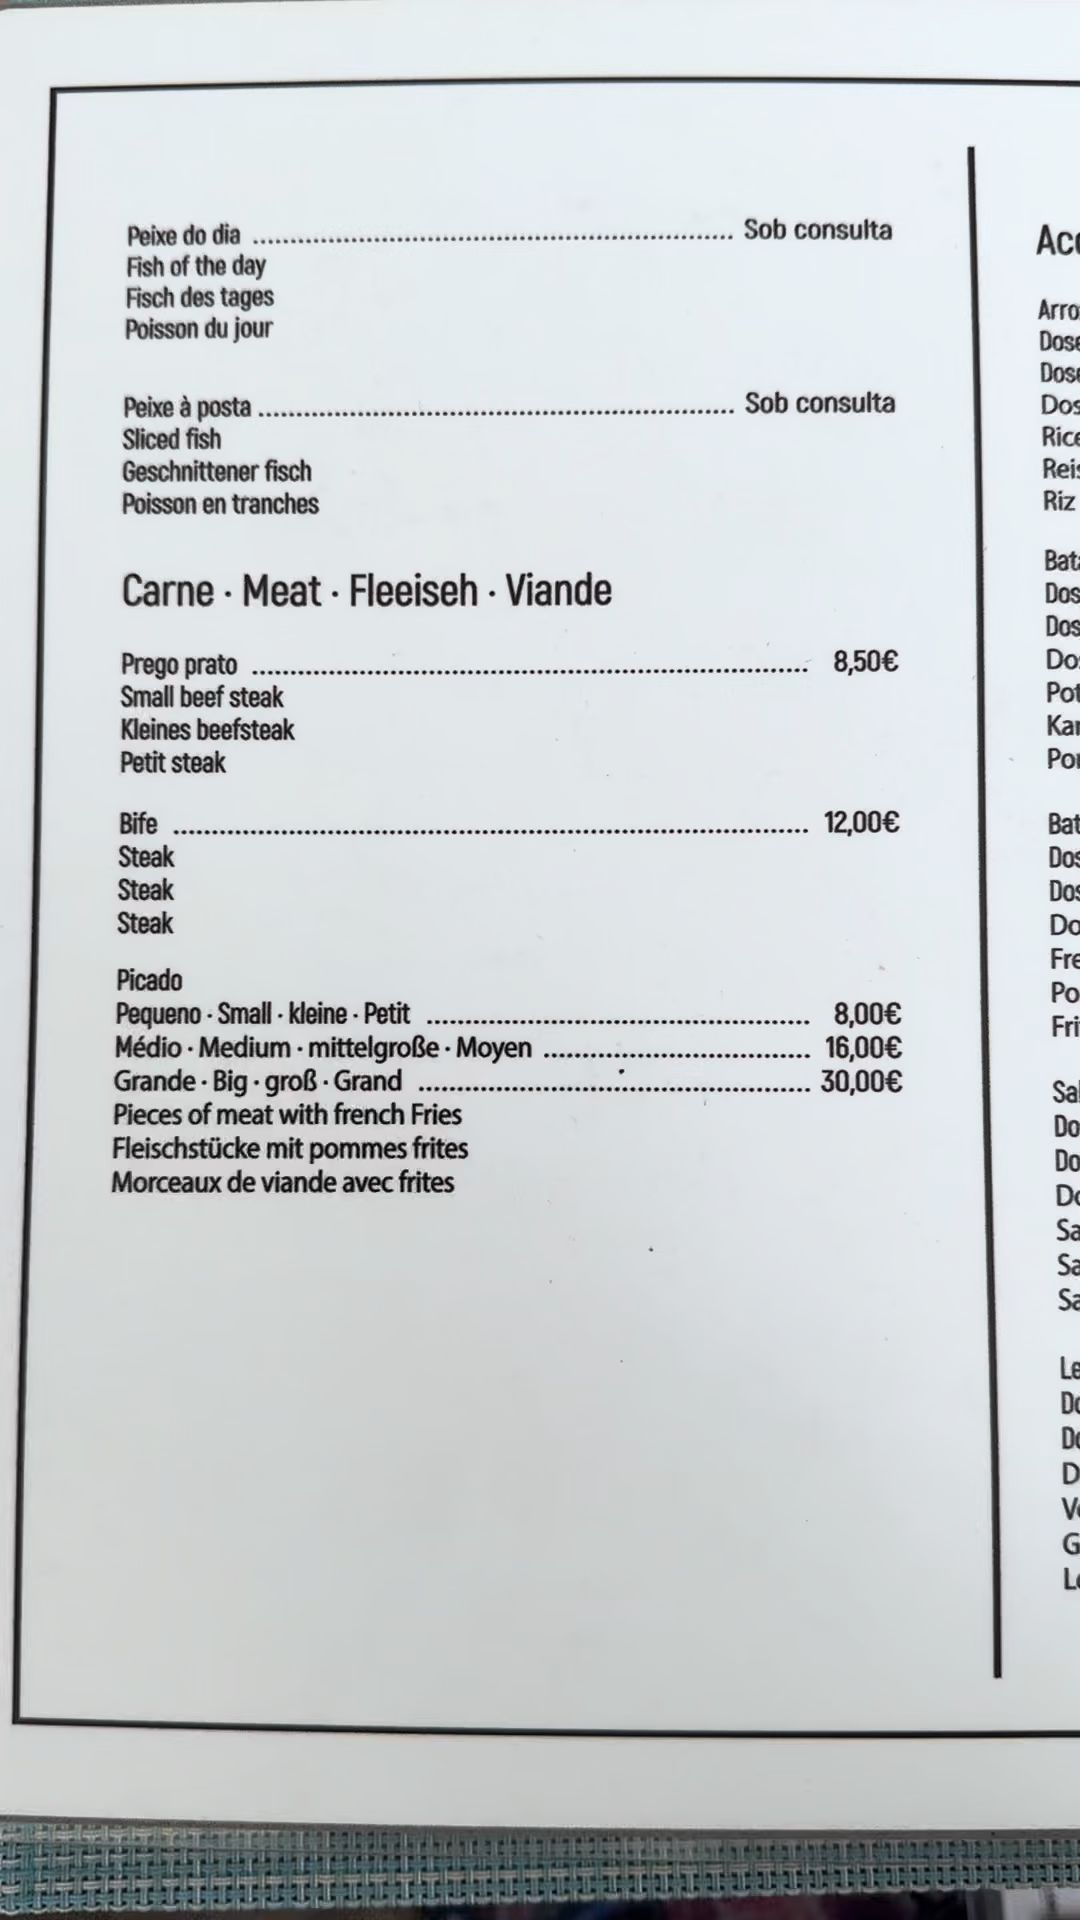 Peixe do dia ........ Sob consulta
Fish of the day
Fisch des tages
Poisson du jour
Peixe à posta ........ Sob consulta
Sliced fish
Geschnittener fisch
Poisson en tranches
Carne · Meat · Fleeiseh · Viande
Prego prato ........ 8,50€
Small beef steak
Kleines beefsteak
Petit steak
Bife ........ 12,00€
Steak
Steak
Steak
Picado
Pequeno · Small · kleine · Petit ........ 8,00€
Médio · Medium · mittelgroße · Moyen ........ 16,00€
Grande · Big · groß · Grand ........ 30,00€
Pieces of meat with french Fries
Fleischstücke mit pommes frites
Morceaux de viande avec frites
Riz